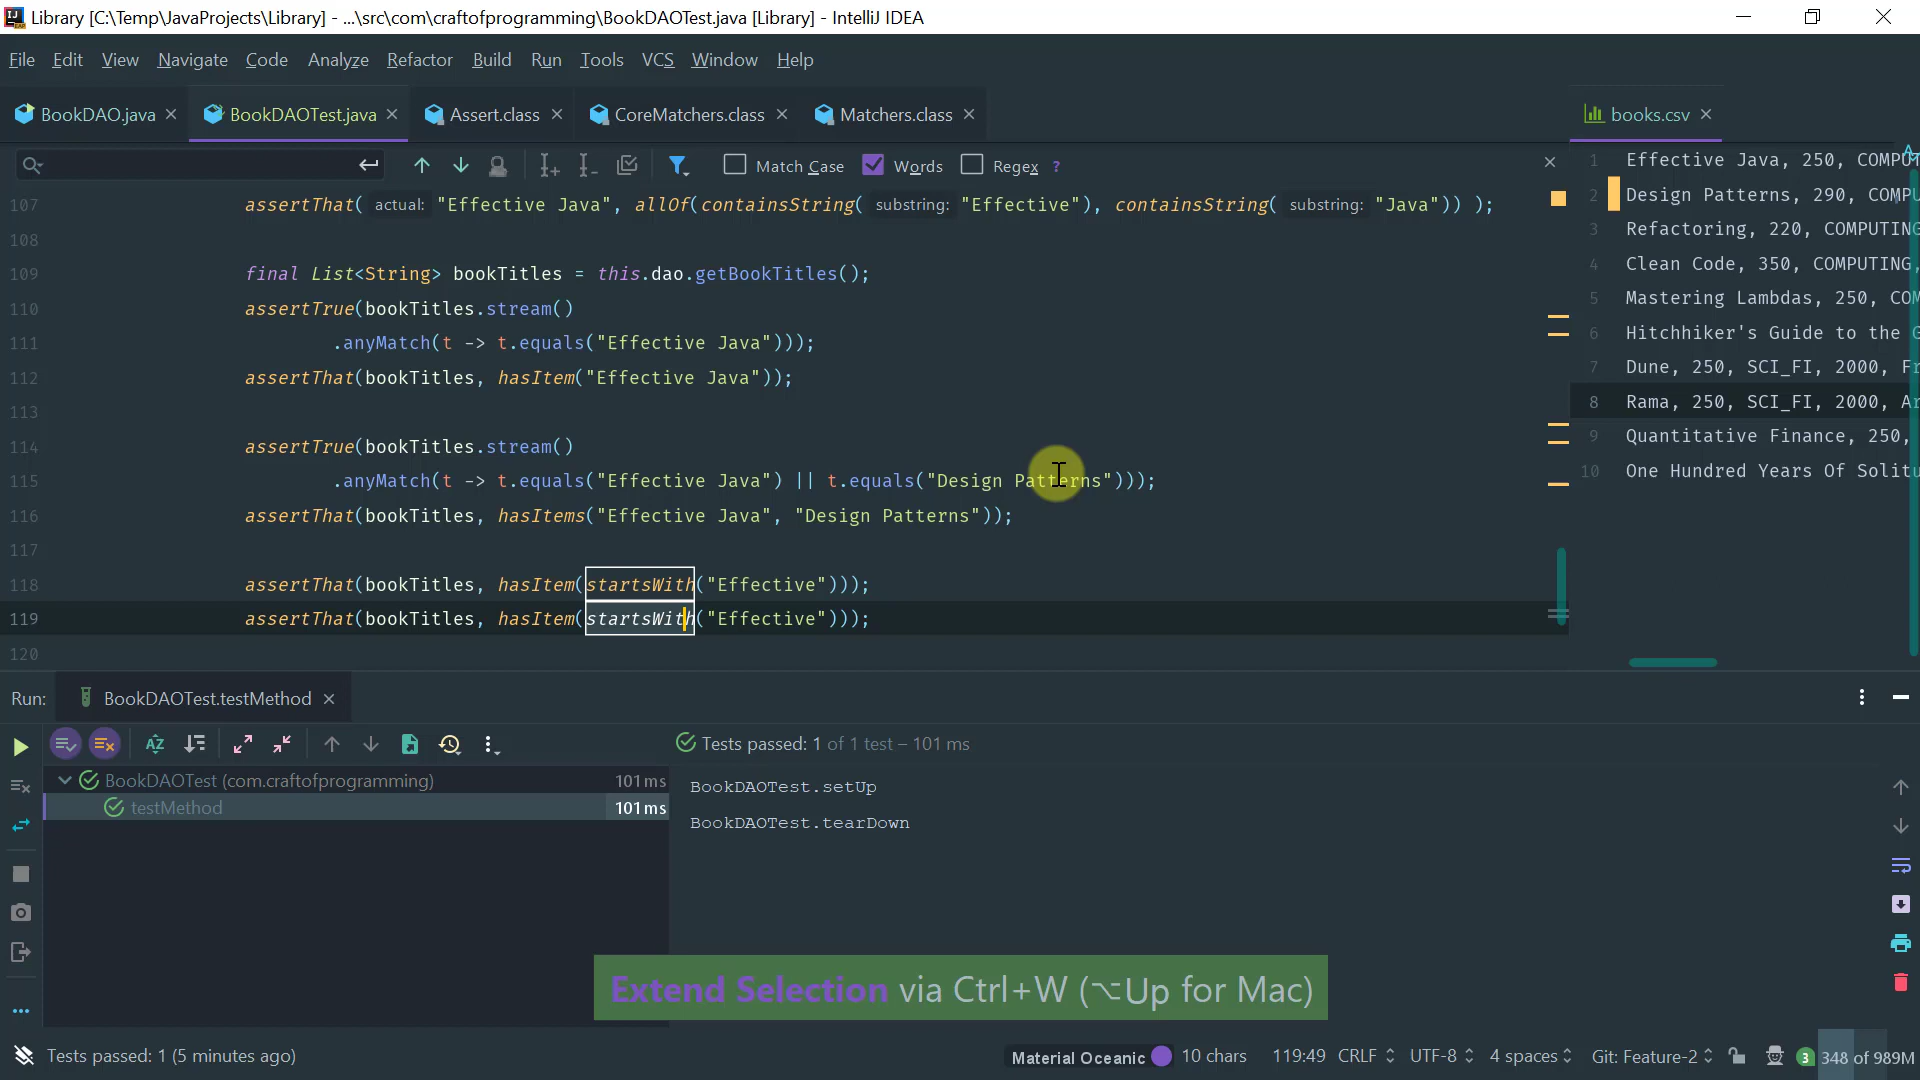 Library [C:\Temp\JavaProjects\Library] - ...\src\com\craftofprogramming\BookDAOTest.java [Library] - IntelliJ IDEA
File Edit View Navigate Code Analyze Refactor Build Run Tools VCS Window Help
BookDAO.java BookDAOTest.java Assert.class CoreMatchers.class Matchers.class books.csv
Match Case Words Regex ?
107 assertThat( actual: "Effective Java", allOf(containsString( substring: "Effective"), containsString( substring: "Java")) );
108
109 final List<String> bookTitles = this.dao.getBookTitles();
110 assertTrue(bookTitles.stream()
111 .anyMatch(t -> t.equals("Effective Java")));
112 assertThat(bookTitles, hasItem("Effective Java"));
113
114 assertTrue(bookTitles.stream()
115 .anyMatch(t -> t.equals("Effective Java") || t.equals("Design Patterns")));
116 assertThat(bookTitles, hasItems("Effective Java", "Design Patterns"));
117
118 assertThat(bookTitles, hasItem(startsWith("Effective")));
119 assertThat(bookTitles, hasItem(startsWith("Effective")));
120
1 Effective Java, 250, COMPUT
2 Design Patterns, 290, COMPU
3 Refactoring, 220, COMPUTING
4 Clean Code, 350, COMPUTING,
5 Mastering Lambdas, 250, COM
6 Hitchhiker's Guide to the G
7 Dune, 250, SCI_FI, 2000, Fr
8 Rama, 250, SCI_FI, 2000, Ar
9 Quantitative Finance, 250,
10 One Hundred Years Of Solitu
Run: BookDAOTest.testMethod
Tests passed: 1 of 1 test – 101 ms
BookDAOTest (com.craftofprogramming) 101 ms
testMethod 101 ms
BookDAOTest.setUp
BookDAOTest.tearDown
Extend Selection via Ctrl+W (⌥Up for Mac)
Tests passed: 1 (5 minutes ago)
Material Oceanic 10 chars 119:49 CRLF UTF-8 4 spaces Git: Feature-2 3 348 of 989M